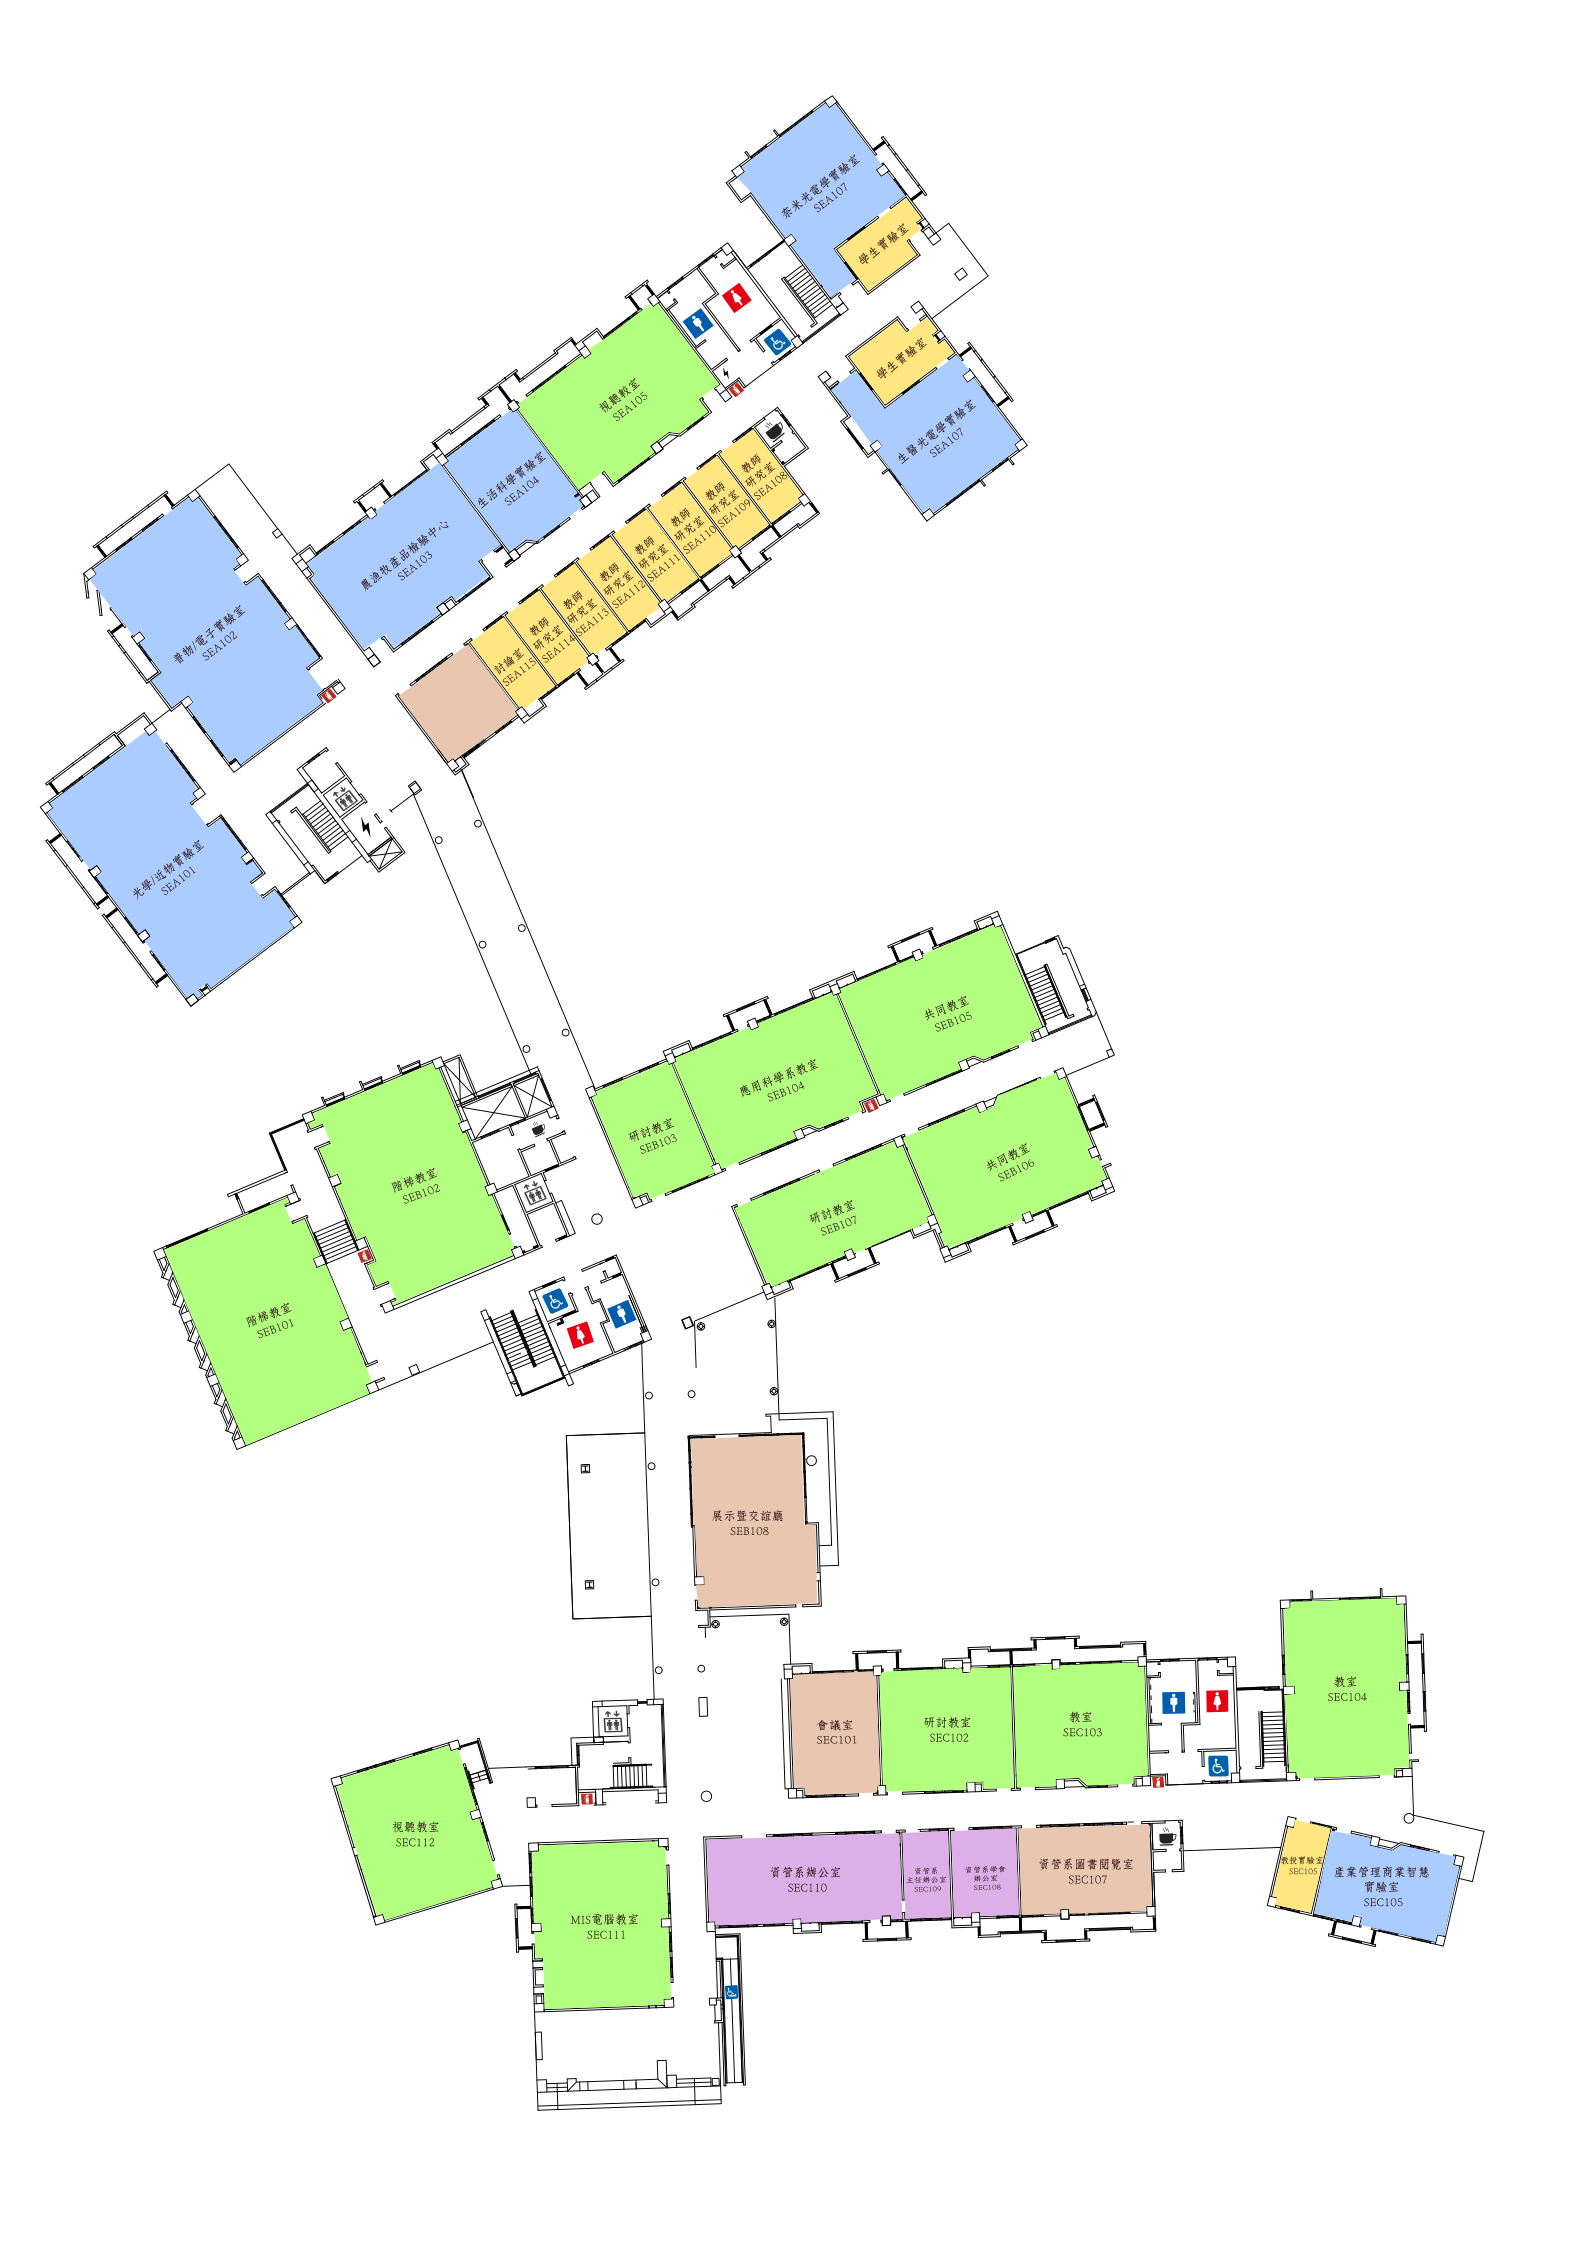 奈米光電學實驗室
SEA107
學生實驗室
學生實驗室
生醫光電學實驗室
SEA107
視聽較室
SEA105
生活科學實驗室
SEA104
農漁牧產品檢驗中心
SEA103
教師
研究室
SEA108
教師
研究室
SEA109
教師
研究室
SEA110
教師
研究室
SEA111
教師
研究室
SEA112
教師
研究室
SEA113
教師
研究室
SEA114
討論室
SEA115
普物/電子實驗室
SEA102
光學/近物實驗室
SEA101
共同教室
SEB105
應用科學系教室
SEB104
研討教室
SEB103
共同教室
SEB106
研討教室
SEB107
階梯教室
SEB102
階梯教室
SEB101
展示暨交誼廳
SEB108
教室
SEC104
教室
SEC103
研討教室
SEC102
會議室
SEC101
視聽教室
SEC112
MIS電腦教室
SEC111
資管系辦公室
SEC110
資管系
主任辦公室
SEC109
資管系學會
辦公室
SEC108
資管系圖書閱覽室
SEC107
教授實驗室
SEC105
產業管理商業智慧
實驗室
SEC105